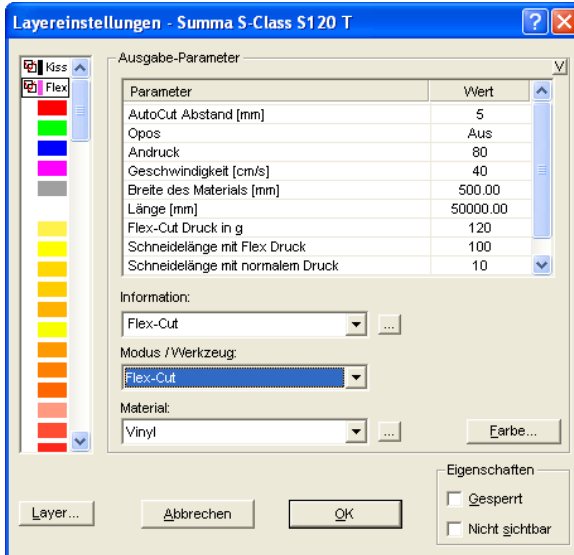 Layereinstellungen - Summa S-Class S120 T
Kiss
Flex
Ausgabe-Parameter
V
Parameter Wert
AutoCut Abstand [mm] 5
Opos Aus
Andruck 80
Geschwindigkeit [cm/s] 40
Breite des Materials [mm] 500.00
Länge [mm] 50000.00
Flex-Cut Druck in g 120
Schneidelänge mit Flex Druck 100
Schneidelänge mit normalem Druck 10
Information:
Flex-Cut ...
Modus / Werkzeug:
Flex-Cut
Material:
Vinyl ... Farbe...
Eigenschaften
Gesperrt
Nicht sichtbar
Layer... Abbrechen OK